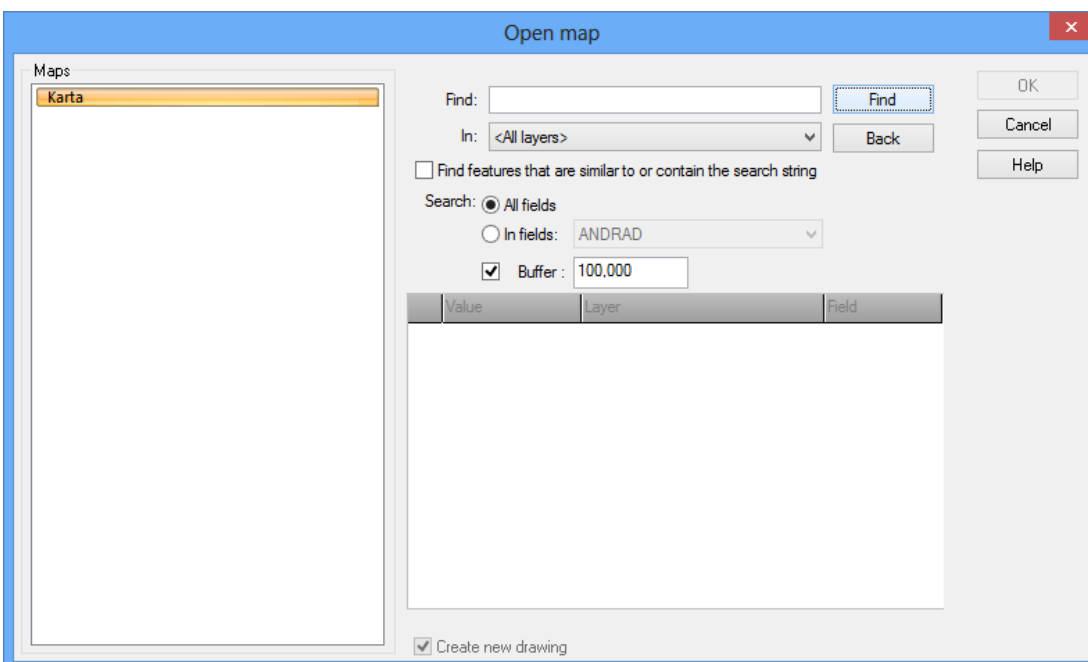 Open map
Maps
Karta
Find:
Find
OK
In: <All layers>
Back
Cancel
Find features that are similar to or contain the search string
Help
Search: All fields
In fields: ANDRAD
Buffer : 100,000
Value Layer Field
Create new drawing